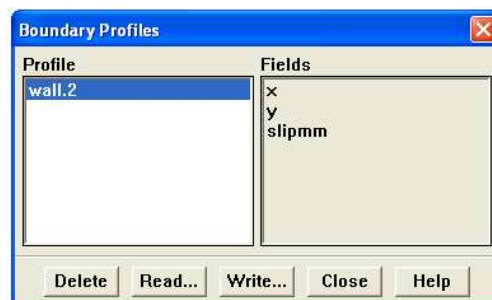 Boundary Profiles
Profile
Fields
wall.2
x
y
slipmm
Delete
Read...
Write...
Close
Help